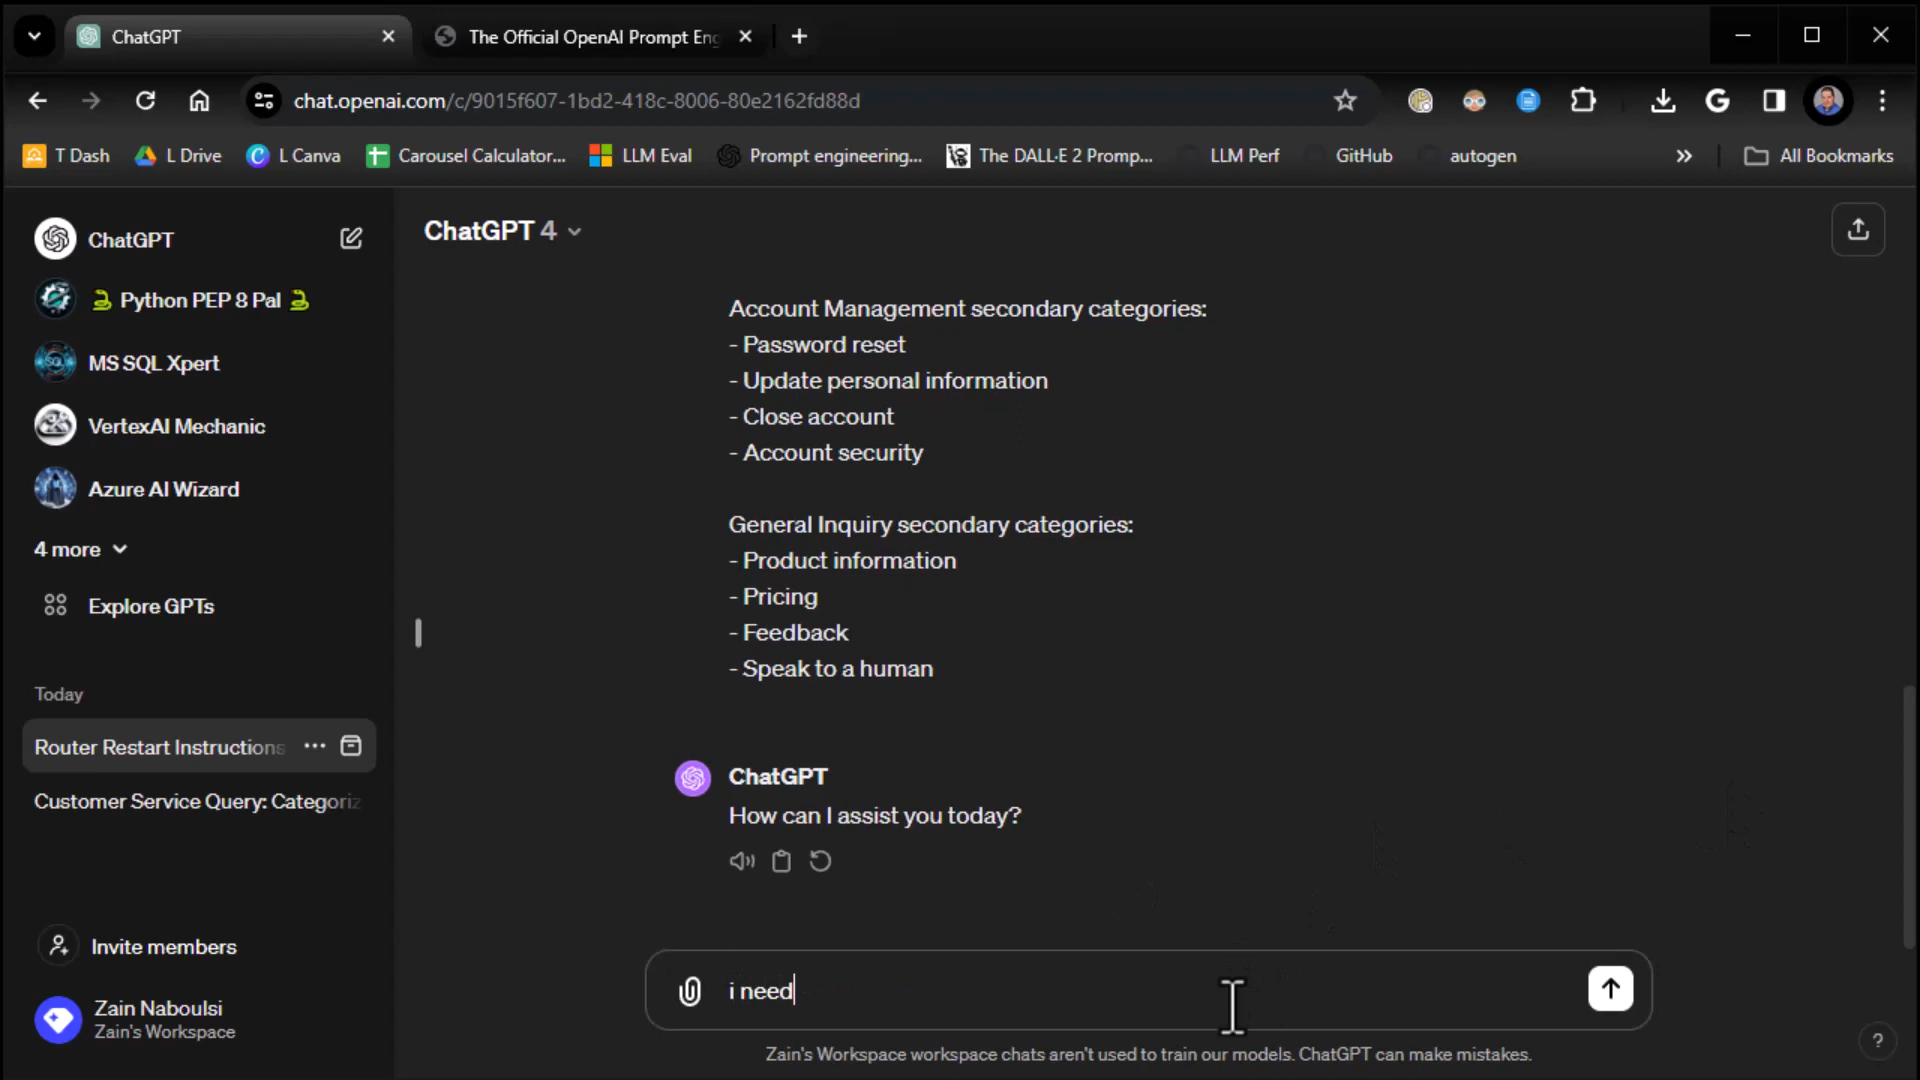 ChatGPT
The Official OpenAI Prompt Eng
chat.openai.com/c/9015f607-1bd2-418c-8006-80e2162fd88d
T Dash
L Drive
L Canva
Carousel Calculator...
LLM Eval
Prompt engineering...
The DALL·E 2 Promp...
LLM Perf
GitHub
autogen
All Bookmarks
ChatGPT
Python PEP 8 Pal
MS SQL Xpert
VertexAI Mechanic
Azure AI Wizard
4 more
Explore GPTs
Today
Router Restart Instructions
Customer Service Query: Categoriz
Invite members
Zain Naboulsi
Zain's Workspace
ChatGPT 4
Account Management secondary categories:
- Password reset
- Update personal information
- Close account
- Account security
General Inquiry secondary categories:
- Product information
- Pricing
- Feedback
- Speak to a human
ChatGPT
How can I assist you today?
i need
Zain's Workspace workspace chats aren't used to train our models. ChatGPT can make mistakes.
?